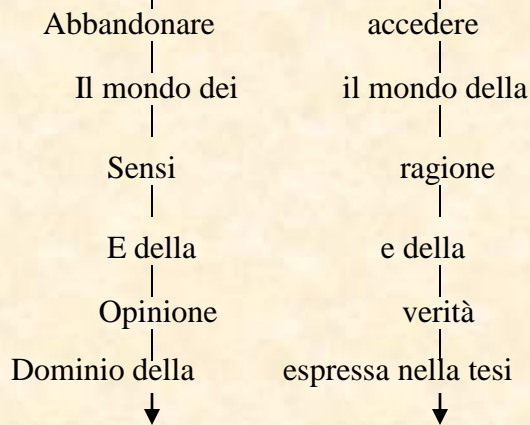 Abbandonare accedere
Il mondo dei il mondo della
Sensi ragione
E della e della
Opinione verità
Dominio della espressa nella tesi